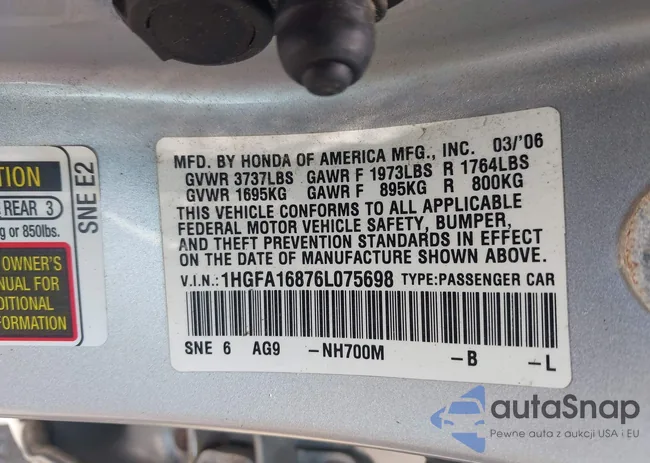 MFD. BY HONDA OF AMERICA MFG., INC. 03/'06
GVWR 3737LBS GAWR F 1973LBS R 1764LBS
GVWR 1695KG GAWR F 895KG R 800KG
THIS VEHICLE CONFORMS TO ALL APPLICABLE
FEDERAL MOTOR VEHICLE SAFETY, BUMPER,
AND THEFT PREVENTION STANDARDS IN EFFECT
ON THE DATE OF MANUFACTURE SHOWN ABOVE.
V.I.N.: 1HGFA16876L075698 TYPE:PASSENGER CAR
SNE 6 AG9 -NH700M -B -L
TION
REAR 3
g or 850lbs.
OWNER'S
NUAL FOR
DITIONAL
FORMATION
SNE E2
autoSnap
Pewne auta z aukcji USA i EU